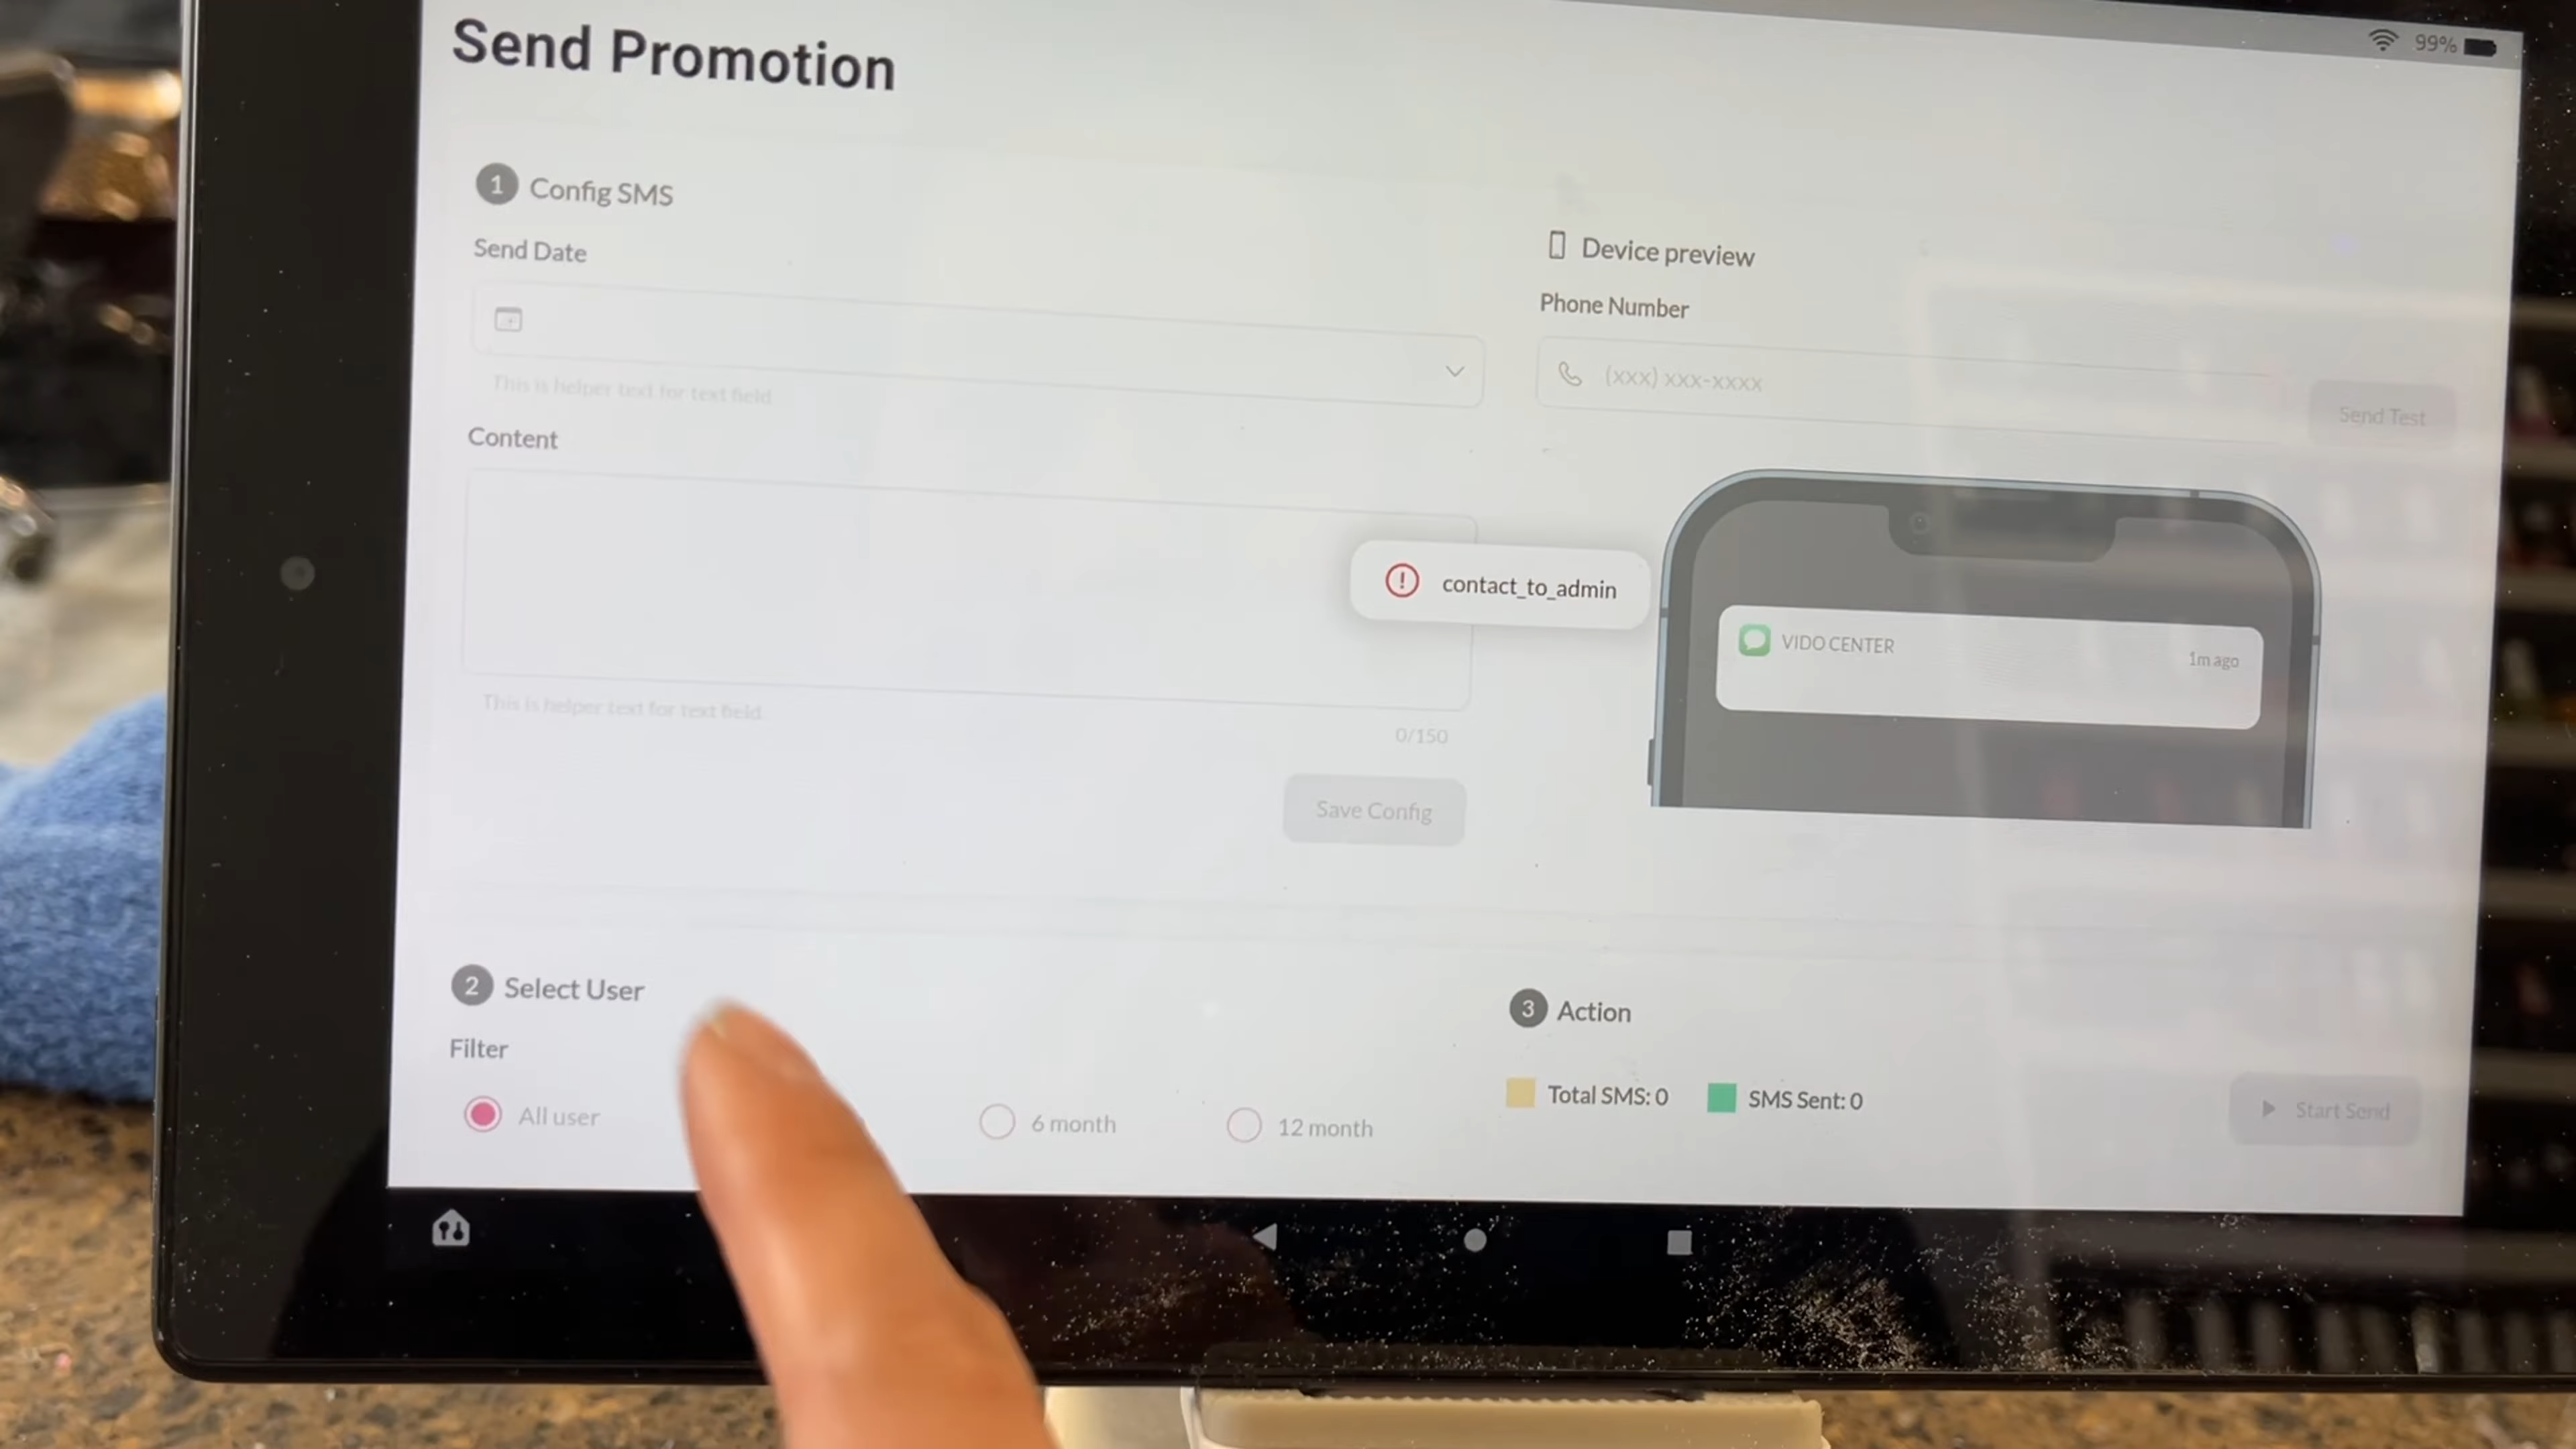 99%
Send Promotion
1 Config SMS
Send Date
This is helper text for text field
Content
This is helper text for text field
0/150
Save Config
Device preview
Phone Number
(xxx) xxx-xxxx
Send Test
contact_to_admin
VIDO CENTER
1m ago
2 Select User
Filter
All user
6 month
12 month
3 Action
Total SMS: 0
SMS Sent: 0
Start Send